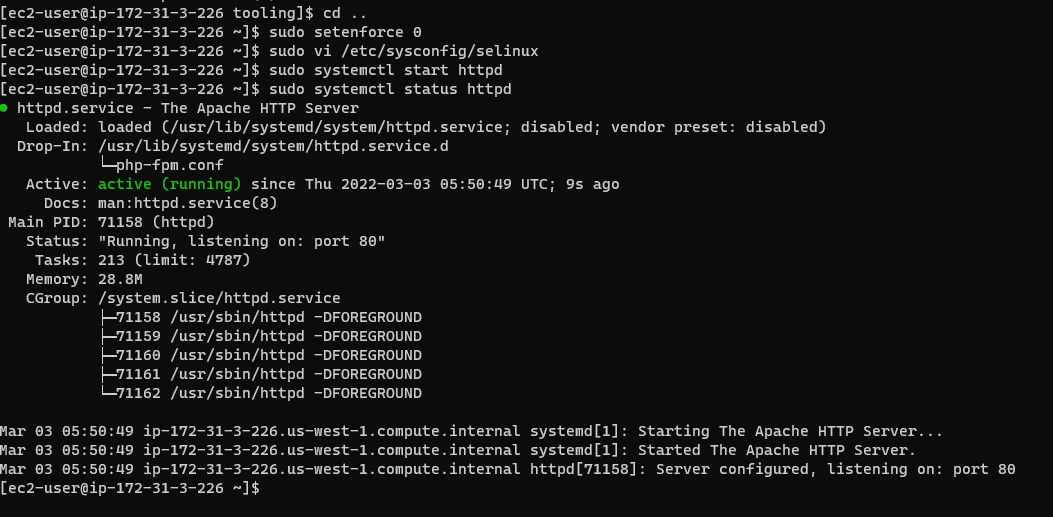 [ec2-user@ip-172-31-3-226 tooling]$ cd ..
[ec2-user@ip-172-31-3-226 ~]$ sudo setenforce 0
[ec2-user@ip-172-31-3-226 ~]$ sudo vi /etc/sysconfig/selinux
[ec2-user@ip-172-31-3-226 ~]$ sudo systemctl start httpd
[ec2-user@ip-172-31-3-226 ~]$ sudo systemctl status httpd
● httpd.service - The Apache HTTP Server
   Loaded: loaded (/usr/lib/systemd/system/httpd.service; disabled; vendor preset: disabled)
  Drop-In: /usr/lib/systemd/system/httpd.service.d
           └─php-fpm.conf
   Active: active (running) since Thu 2022-03-03 05:50:49 UTC; 9s ago
     Docs: man:httpd.service(8)
 Main PID: 71158 (httpd)
   Status: "Running, listening on: port 80"
    Tasks: 213 (limit: 4787)
   Memory: 28.8M
   CGroup: /system.slice/httpd.service
           ├─71158 /usr/sbin/httpd -DFOREGROUND
           ├─71159 /usr/sbin/httpd -DFOREGROUND
           ├─71160 /usr/sbin/httpd -DFOREGROUND
           ├─71161 /usr/sbin/httpd -DFOREGROUND
           └─71162 /usr/sbin/httpd -DFOREGROUND

Mar 03 05:50:49 ip-172-31-3-226.us-west-1.compute.internal systemd[1]: Starting The Apache HTTP Server...
Mar 03 05:50:49 ip-172-31-3-226.us-west-1.compute.internal systemd[1]: Started The Apache HTTP Server.
Mar 03 05:50:49 ip-172-31-3-226.us-west-1.compute.internal httpd[71158]: Server configured, listening on: port 80
[ec2-user@ip-172-31-3-226 ~]$